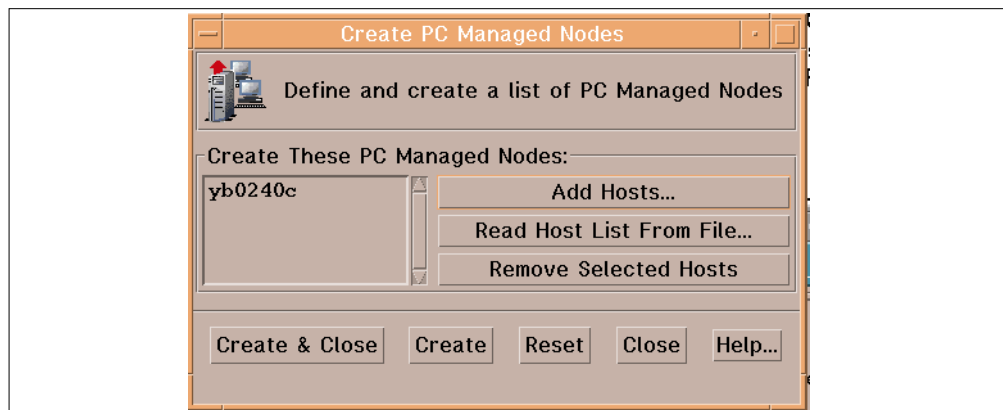 Create PC Managed Nodes
Define and create a list of PC Managed Nodes
Create These PC Managed Nodes:
yb0240c
Add Hosts...
Read Host List From File...
Remove Selected Hosts
Create & Close
Create
Reset
Close
Help...